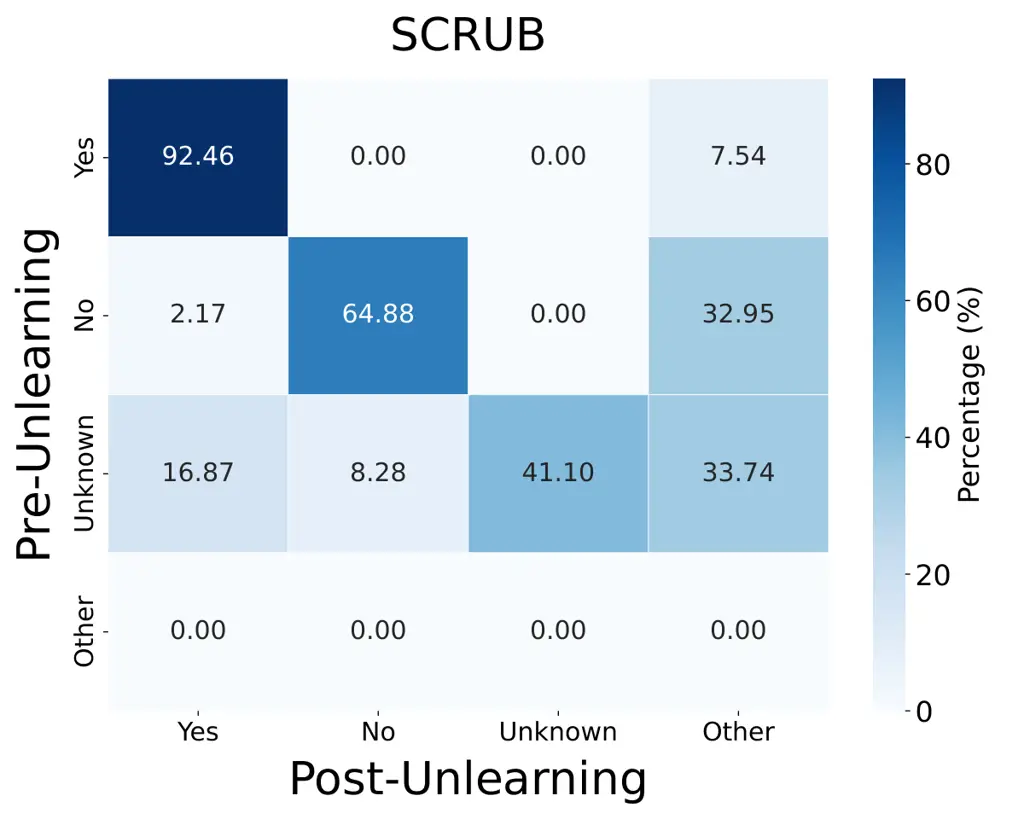 SCRUB
Pre-Unlearning
Yes 92.46 0.00 0.00 7.54
No 2.17 64.88 0.00 32.95
Unknown 16.87 8.28 41.10 33.74
Other 0.00 0.00 0.00 0.00
Yes No Unknown Other
Post-Unlearning
80
60
40
20
0
Percentage (%)